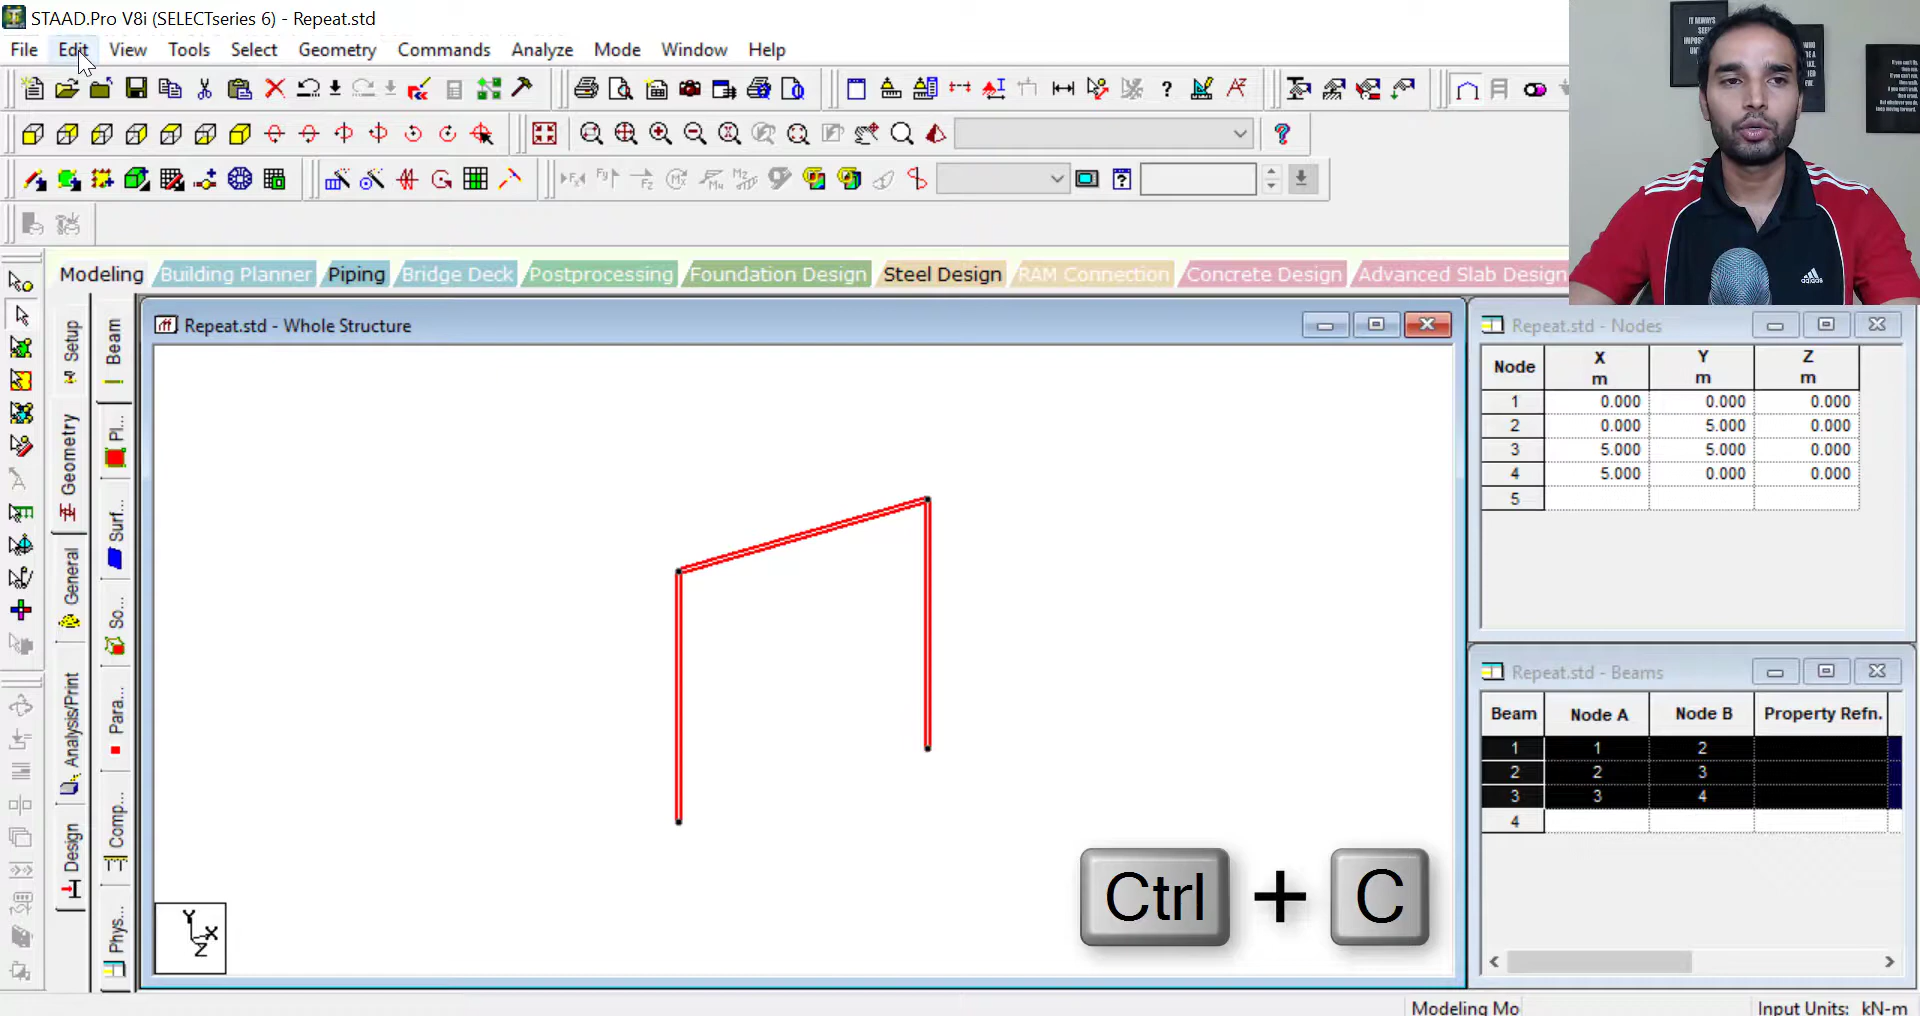 STAAD.Pro V8i (SELECTseries 6) - Repeat.std
File Edit View Tools Select Geometry Commands Analyze Mode Window Help
Modeling Building Planner Piping Bridge Deck Postprocessing Foundation Design Steel Design RAM Connection Concrete Design Advanced Slab Design
Setup
Geometry
General
Analysis/Print
Design
Beam
Pl...
Surf...
So...
Para...
Comp...
Phys...
Repeat.std - Whole Structure
Y
X
Z
Ctrl + C
Repeat.std - Nodes
Node X m Y m Z m
1 0.000 0.000 0.000
2 0.000 5.000 0.000
3 5.000 5.000 0.000
4 5.000 0.000 0.000
5
Repeat.std - Beams
Beam Node A Node B Property Refn.
1 1 2
2 2 3
3 3 4
4
Modeling Mo Input Units: kN-m
adidas